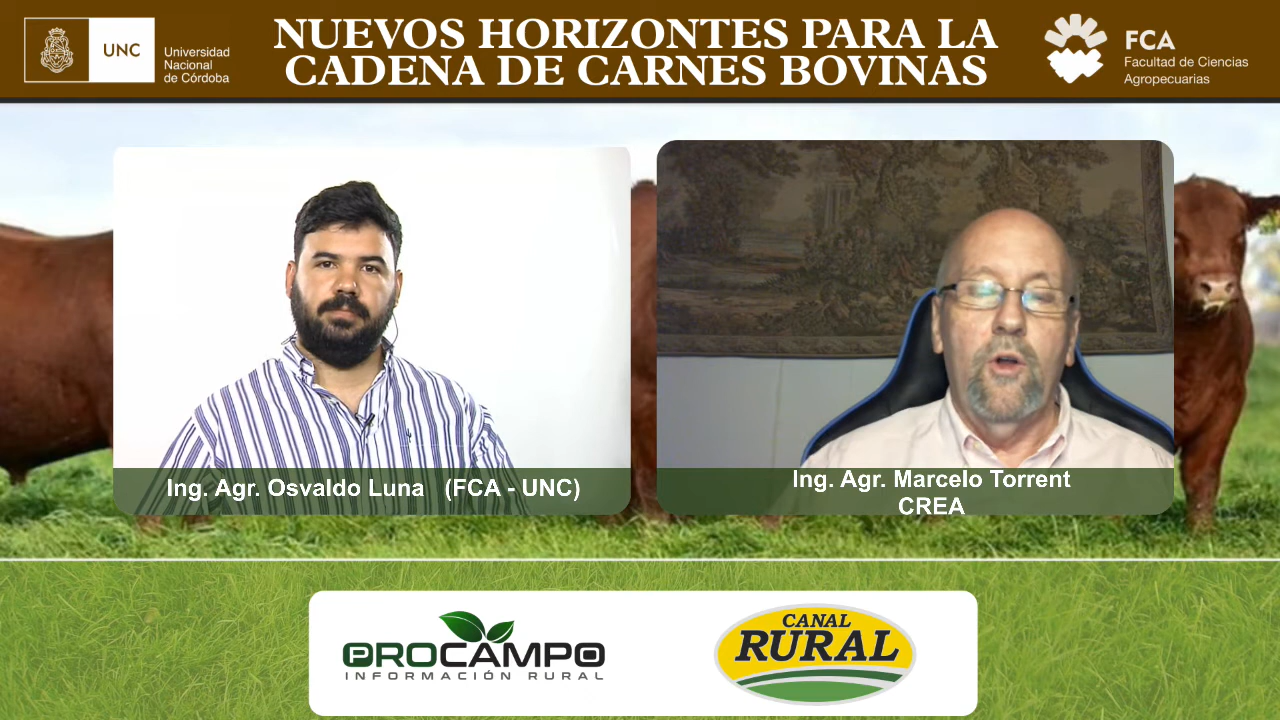 NUEVOS HORIZONTES PARA LA
CADENA DE CARNES BOVINAS
UNC
Universidad
Nacional
de Córdoba
FCA
Facultad de Ciencias
Agropecuarias
Ing. Agr. Osvaldo Luna (FCA - UNC)
Ing. Agr. Marcelo Torrent
CREA
PROCAMPO
INFORMACIÓN RURAL
CANAL
RURAL